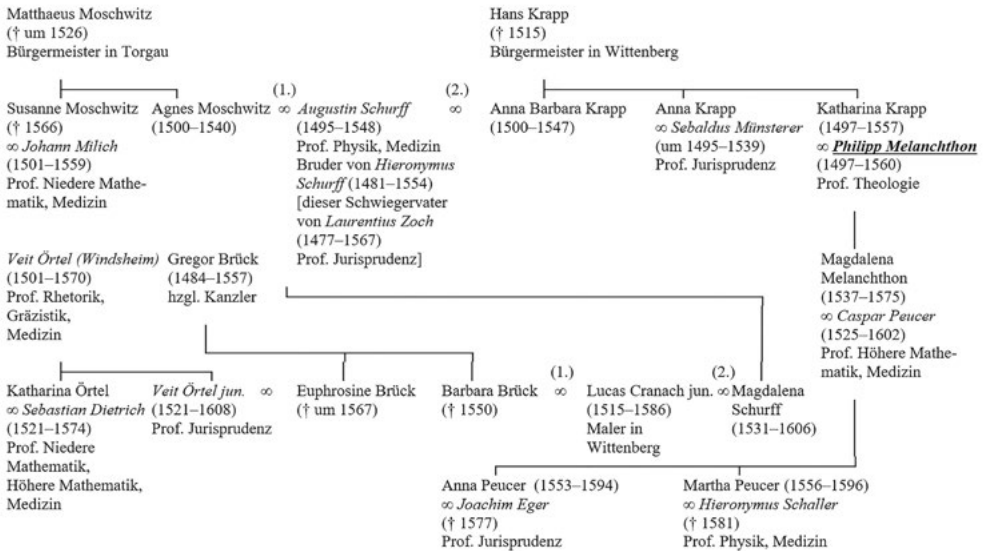 Matthaeus Moschwitz
(† um 1526)
Bürgermeister in Torgau
Hans Krapp
(† 1515)
Bürgermeister in Wittenberg
Susanne Moschwitz
(† 1566)
∞ Johann Milich
(1501–1559)
Prof. Niedere Mathe-
matik, Medizin
Agnes Moschwitz
(1500–1540)
(1.)
∞
Augustin Schurff
(1495–1548)
Prof. Physik, Medizin
Bruder von Hieronymus
Schurff (1481–1554)
[dieser Schwiegervater
von Laurentius Zoch
(1477–1567)
Prof. Jurisprudenz]
(2.)
∞
Anna Barbara Krapp
(1500–1547)
Anna Krapp
∞ Sebaldus Münsterer
(um 1495–1539)
Prof. Jurisprudenz
Katharina Krapp
(1497–1557)
∞ Philipp Melanchthon
(1497–1560)
Prof. Theologie
Veit Örtel (Windsheim)
(1501–1570)
Prof. Rhetorik,
Gräzistik,
Medizin
Gregor Brück
(1484–1557)
hzgl. Kanzler
Magdalena
Melanchthon
(1537–1575)
∞ Caspar Peucer
(1525–1602)
Prof. Höhere Mathe-
matik, Medizin
Katharina Örtel
∞ Sebastian Dietrich
(1521–1574)
Prof. Niedere
Mathematik,
Höhere Mathematik,
Medizin
Veit Örtel jun.
(1521–1608)
Prof. Jurisprudenz
∞
Euphrosine Brück
(† um 1567)
Barbara Brück
(† 1550)
(1.)
∞
Lucas Cranach jun.
(1515–1586)
Maler in
Wittenberg
(2.)
∞
Magdalena
Schurff
(1531–1606)
Anna Peucer (1553–1594)
∞ Joachim Eger
(† 1577)
Prof. Jurisprudenz
Martha Peucer (1556–1596)
∞ Hieronymus Schaller
(† 1581)
Prof. Physik, Medizin